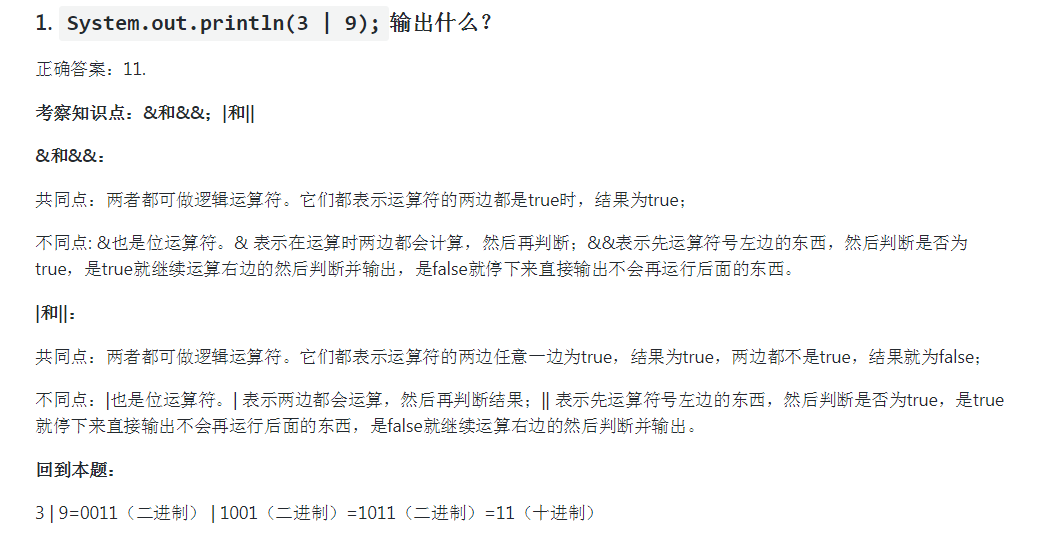 1. System.out.println(3 | 9);输出什么？
正确答案：11.
考察知识点：&和&&；|和||
&和&&：
共同点：两者都可做逻辑运算符。它们都表示运算符的两边都是true时，结果为true；
不同点: &也是位运算符。& 表示在运算时两边都会计算，然后再判断；&&表示先运算符号左边的东西，然后判断是否为
true，是true就继续运算右边的然后判断并输出，是false就停下来直接输出不会再运行后面的东西。
|和||：
共同点：两者都可做逻辑运算符。它们都表示运算符的两边任意一边为true，结果为true，两边都不是true，结果就为false；
不同点：|也是位运算符。| 表示两边都会运算，然后再判断结果；|| 表示先运算符号左边的东西，然后判断是否为true，是true
就停下来直接输出不会再运行后面的东西，是false就继续运算右边的然后判断并输出。
回到本题：
3 | 9=0011（二进制） | 1001（二进制）=1011（二进制）=11（十进制）